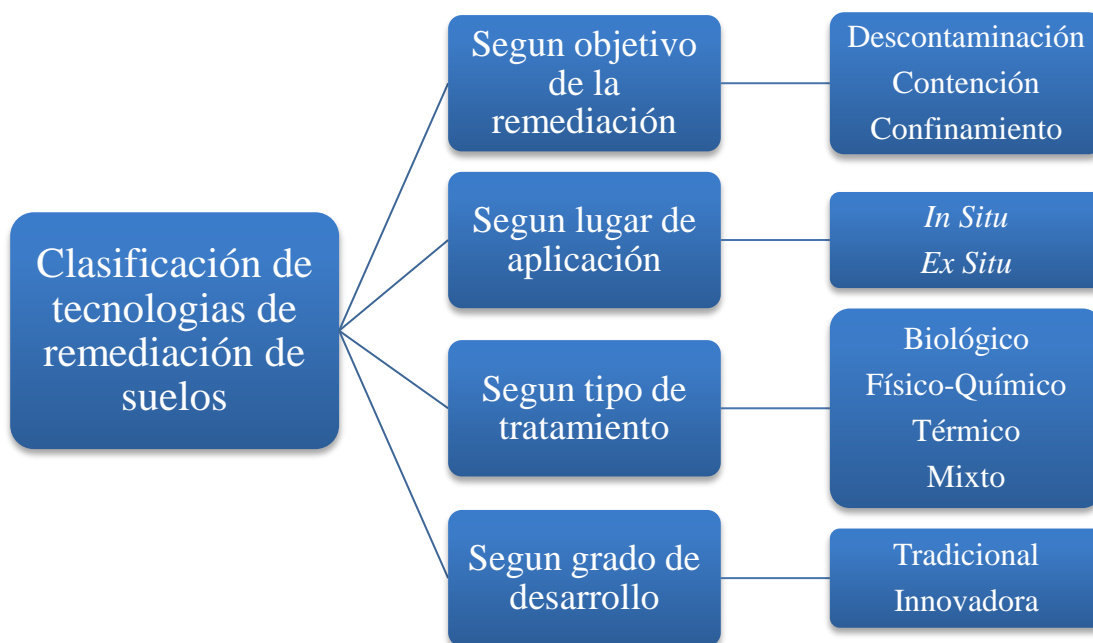 Clasificación de
tecnologias de
remediación de
suelos
Segun objetivo
de la
remediación
Descontaminación
Contención
Confinamiento
Segun lugar de
aplicación
In Situ
Ex Situ
Segun tipo de
tratamiento
Biológico
Físico-Químico
Térmico
Mixto
Segun grado de
desarrollo
Tradicional
Innovadora